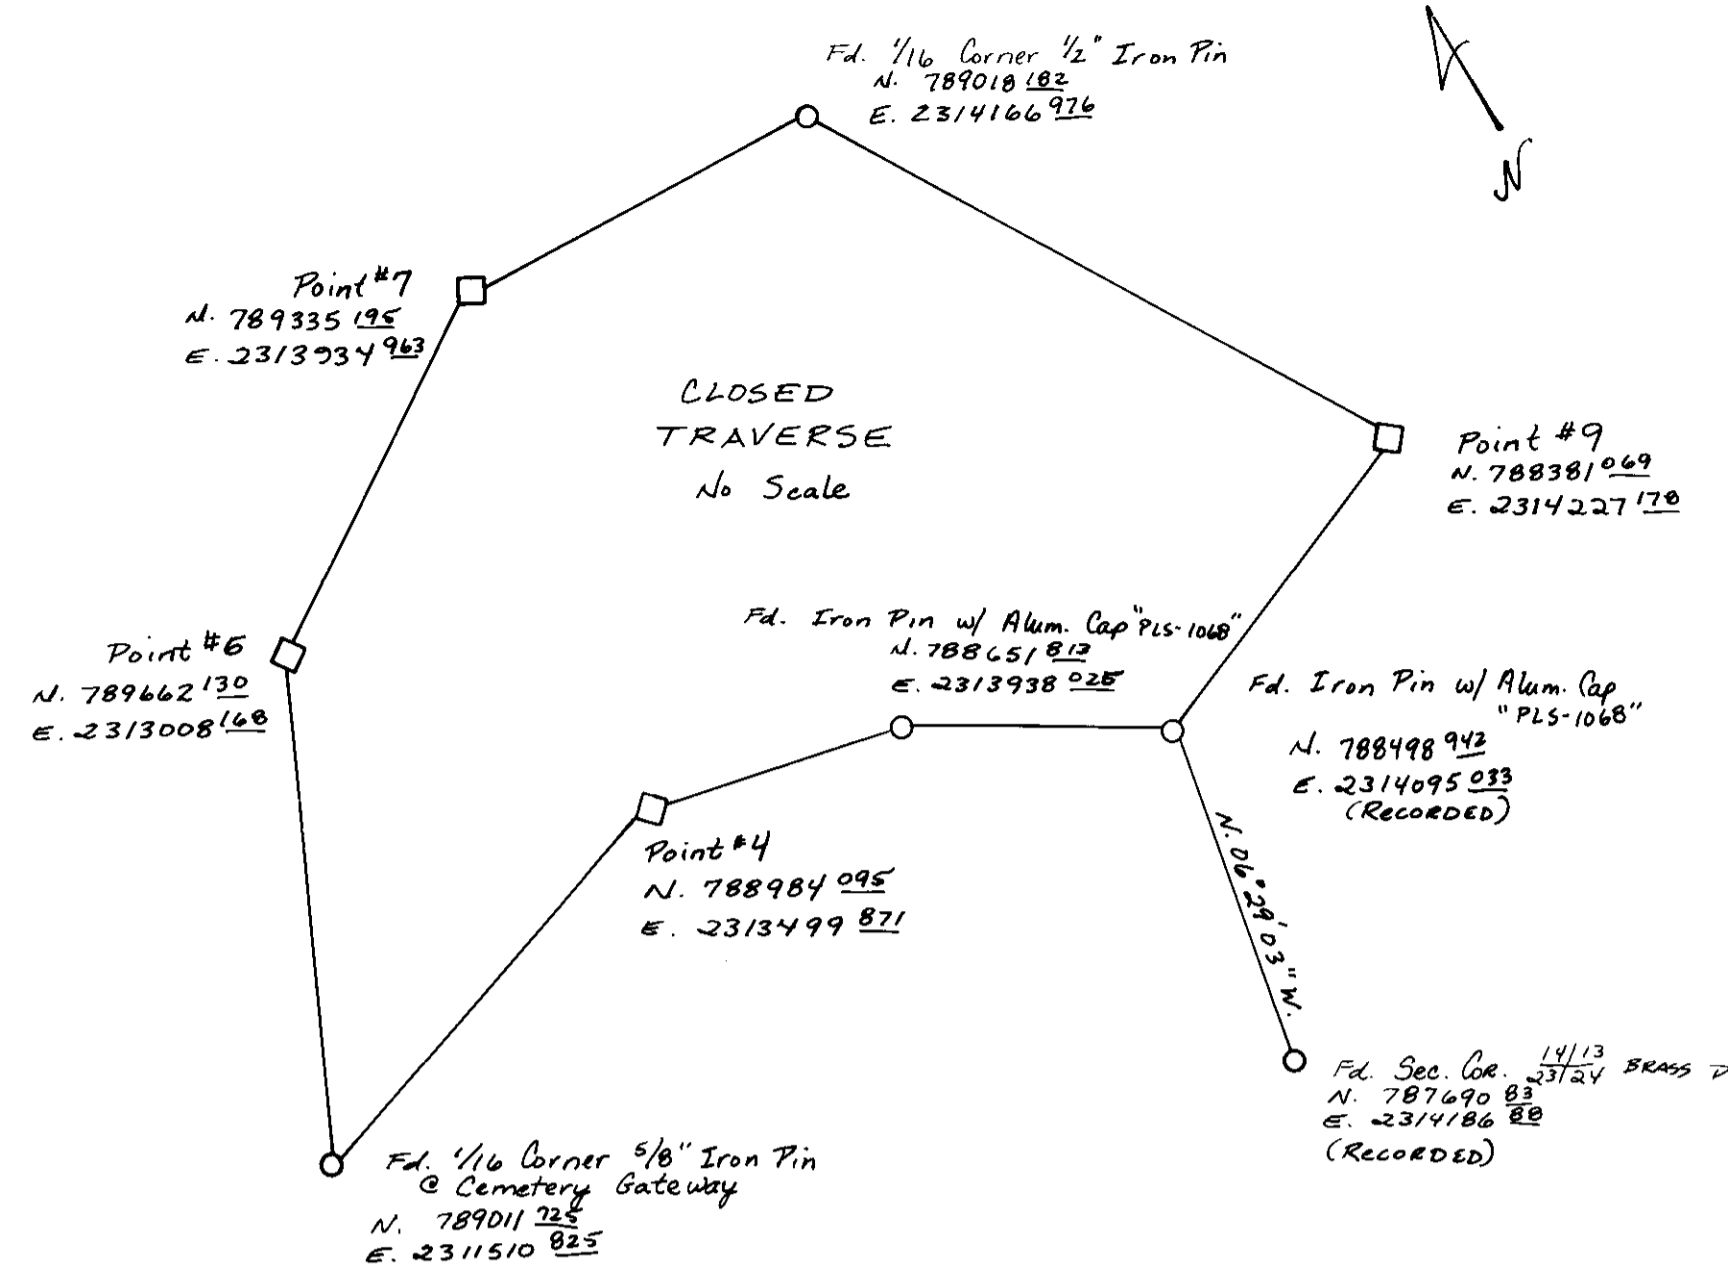 Fd. 1/16 Corner 1/2" Iron Pin
N. 789018 182
E. 2314166 976
N
Point #7
N. 789335 195
E. 2313934 963
CLOSED
TRAVERSE
No Scale
Point #9
N. 788381 069
E. 2314227 178
Fd. Iron Pin w/ Alum. Cap "PLS-1068"
N. 788651 813
E. 2313938 025
Point #6
N. 789662 130
E. 2313008 168
Fd. Iron Pin w/ Alum. Cap
"PLS-1068"
N. 788498 942
E. 2314095 033
(RECORDED)
Point #4
N. 788984 095
E. 2313499 871
N. 06° 29' 03" W.
Fd. Sec. COR. 14/13 23/24 BRASS
N. 787690 83
E. 2314186 88
(RECORDED)
Fd. 1/16 Corner 5/8" Iron Pin
@ Cemetery Gateway
N. 789011 725
E. 2311510 825